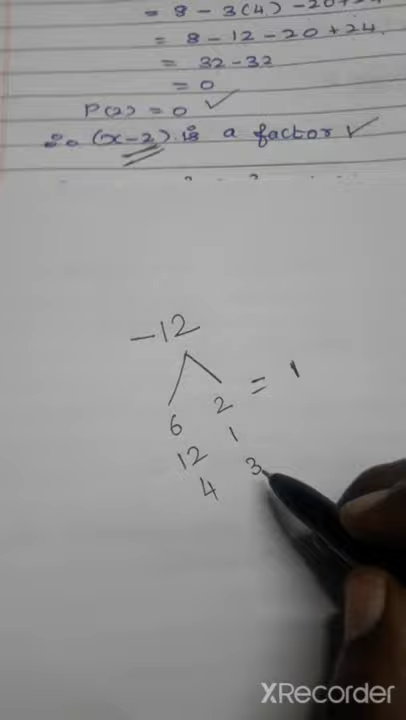 = 8 - 3(4) - 20 + 24
= 8 - 12 - 20 + 24
= 32 - 32
= 0
P(2) = 0 ✓
∴ (x-2) is a factor ✓
-12
6 2 = 1
12 1
4 3
XRecorder